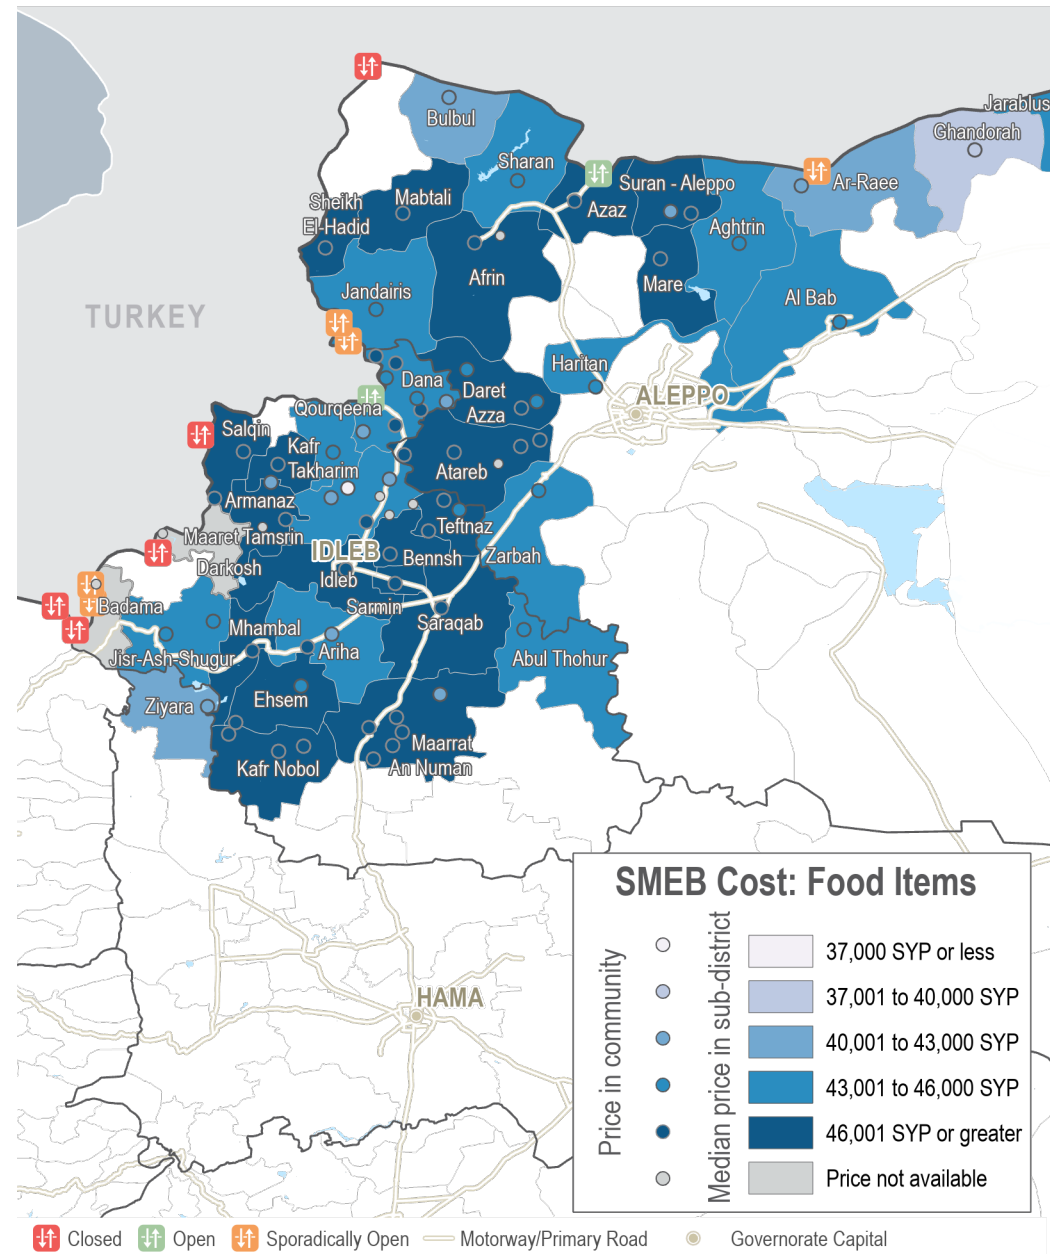 Jarablus
Ghandorah
Bulbul
Sharan
Ar-Raee
Suran - Aleppo
Mabtali
Sheikh
El-Hadid
Azaz
Aghtrin
Afrin
Mare
Jandairis
Al Bab
TURKEY
Haritan
Dana
Daret
Azza
ALEPPO
Qourqeena
Salqin
Kafr
Takharim
Atareb
Armanaz
Teftnaz
Maaret Tamsrin
IDLEB
Bennsh
Zarbah
Darkosh
Idleb
Badama
Sarmin
Saraqab
Mhambal
Ariha
Jisr-Ash-Shugur
Abul Thohur
Ehsem
Ziyara
Maarrat
An Numan
Kafr Nobol
HAMA
SMEB Cost: Food Items
Price in community
Median price in sub-district
37,000 SYP or less
37,001 to 40,000 SYP
40,001 to 43,000 SYP
43,001 to 46,000 SYP
46,001 SYP or greater
Price not available
Closed
Open
Sporadically Open
Motorway/Primary Road
Governorate Capital